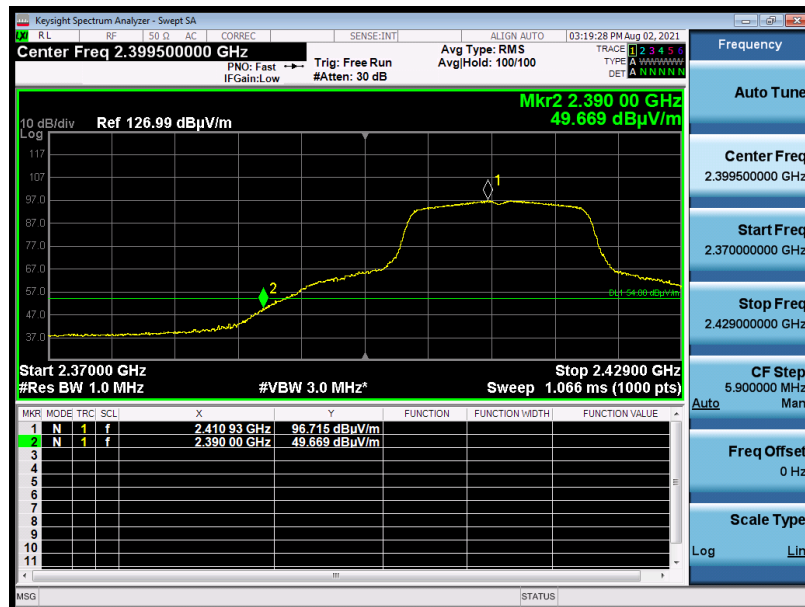 Keysight Spectrum Analyzer - Swept SA
LXI RL RF 50 Ω AC CORREC SENSE:INT ALIGN AUTO 03:19:28 PM Aug 02, 2021
Center Freq 2.399500000 GHz
PNO: Fast
IFGain:Low
Trig: Free Run
#Atten: 30 dB
Avg Type: RMS
Avg|Hold: 100/100
TRACE 1 2 3 4 5 6
TYPE A WWWWW
DET A N N N N N
Mkr2 2.390 00 GHz
49.669 dBµV/m
10 dB/div Ref 126.99 dBµV/m
Log
117
107
97.0
87.0
77.0
67.0
57.0
47.0
37.0
1
2
DL1 54.00 dBµV/m
Start 2.37000 GHz Stop 2.42900 GHz
#Res BW 1.0 MHz #VBW 3.0 MHz* Sweep 1.066 ms (1000 pts)
MKR MODE TRC SCL X Y FUNCTION FUNCTION WIDTH FUNCTION VALUE
1 N 1 f 2.410 93 GHz 96.715 dBµV/m
2 N 1 f 2.390 00 GHz 49.669 dBµV/m
3
4
5
6
7
8
9
10
11
MSG STATUS
Frequency
Auto Tune
Center Freq
2.399500000 GHz
Start Freq
2.370000000 GHz
Stop Freq
2.429000000 GHz
CF Step
5.900000 MHz
Auto Man
Freq Offset
0 Hz
Scale Type
Log Lin